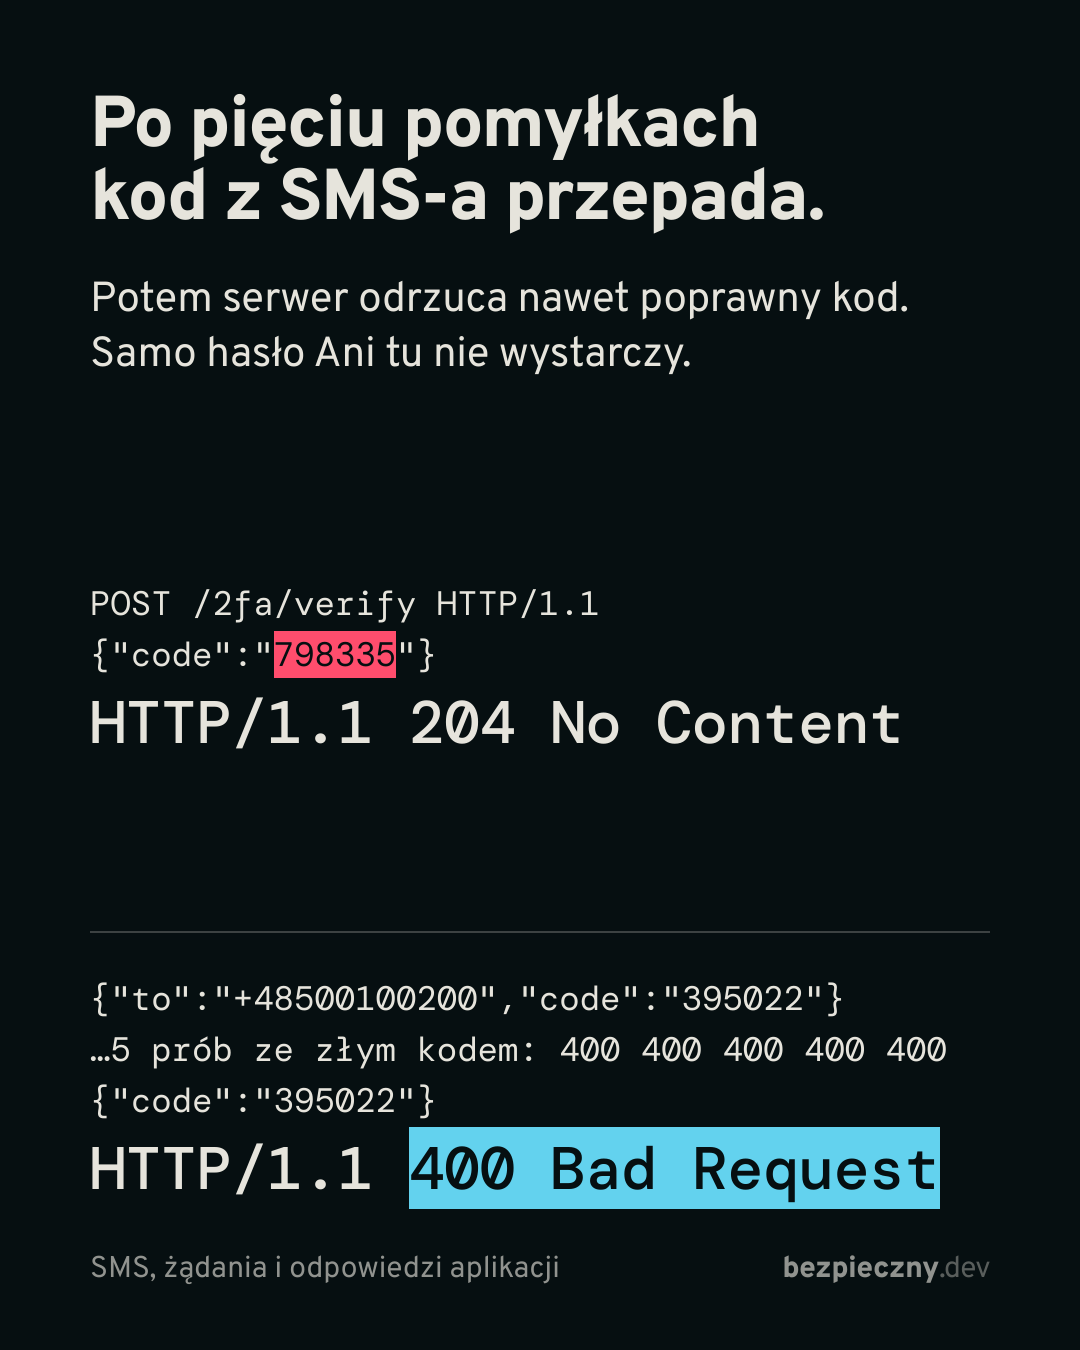 Po pięciu pomyłkach
kod z SMS-a przepada.
Potem serwer odrzuca nawet poprawny kod.
Samo hasło Ani tu nie wystarczy.
POST /2fa/verify HTTP/1.1
{"code":"798335"}
HTTP/1.1 204 No Content
{"to":"+48500100200","code":"395022"}
…5 prób ze złym kodem: 400 400 400 400 400
{"code":"395022"}
HTTP/1.1 400 Bad Request
SMS, żądania i odpowiedzi aplikacji
bezpieczny.dev